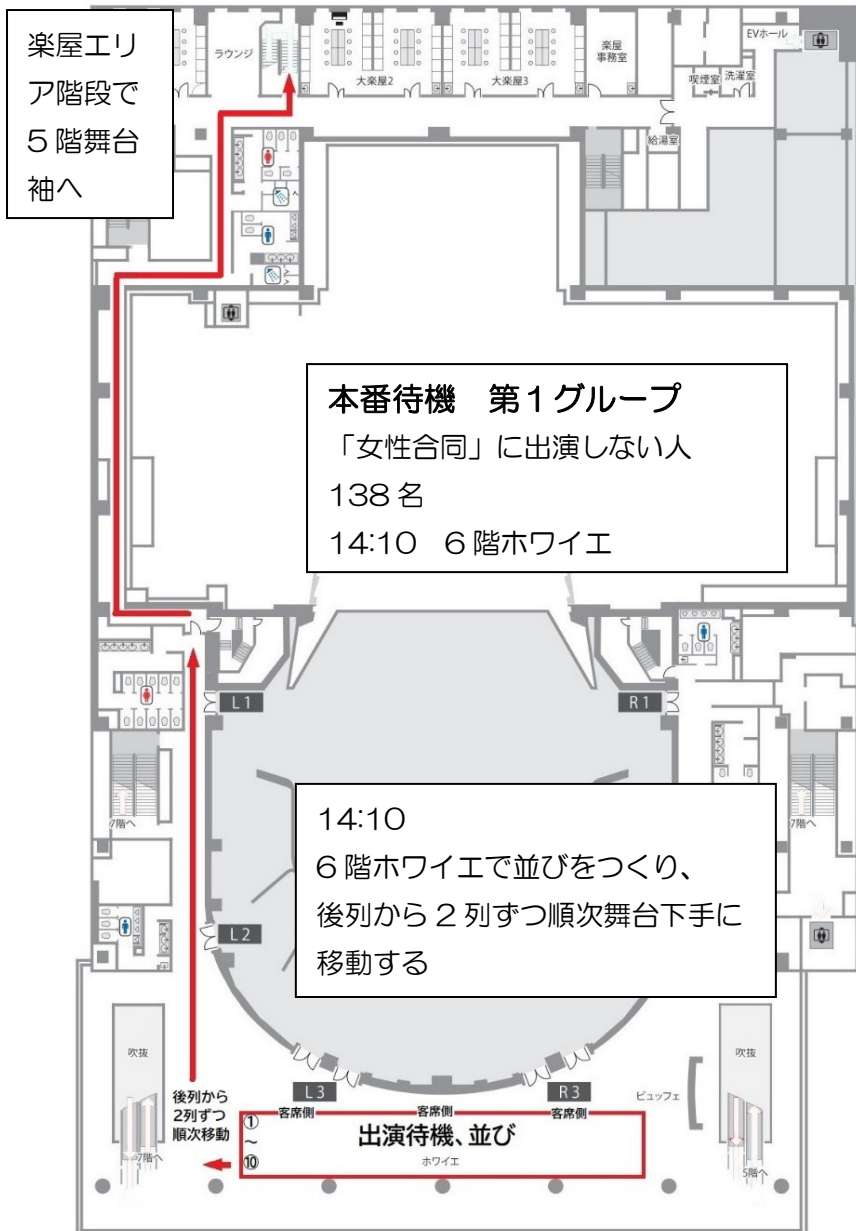 楽屋エリ
ア階段で
５階舞台
袖へ
ラウンジ
大楽屋2
大楽屋3
楽屋
事務室
EVホール
喫煙室
洗濯室
給湯室
本番待機　第１グループ
「女性合同」に出演しない人
138 名
14:10　６階ホワイエ
L1
R1
7階へ
7階へ
14:10
６階ホワイエで並びをつくり、
後列から２列ずつ順次舞台下手に
移動する
L2
吹抜
吹抜
L3
R3
ビュッフェ
後列から
2列ずつ
順次移動
客席側
客席側
客席側
①
～
⑩
出演待機、並び
ホワイエ
7階へ
5階へ